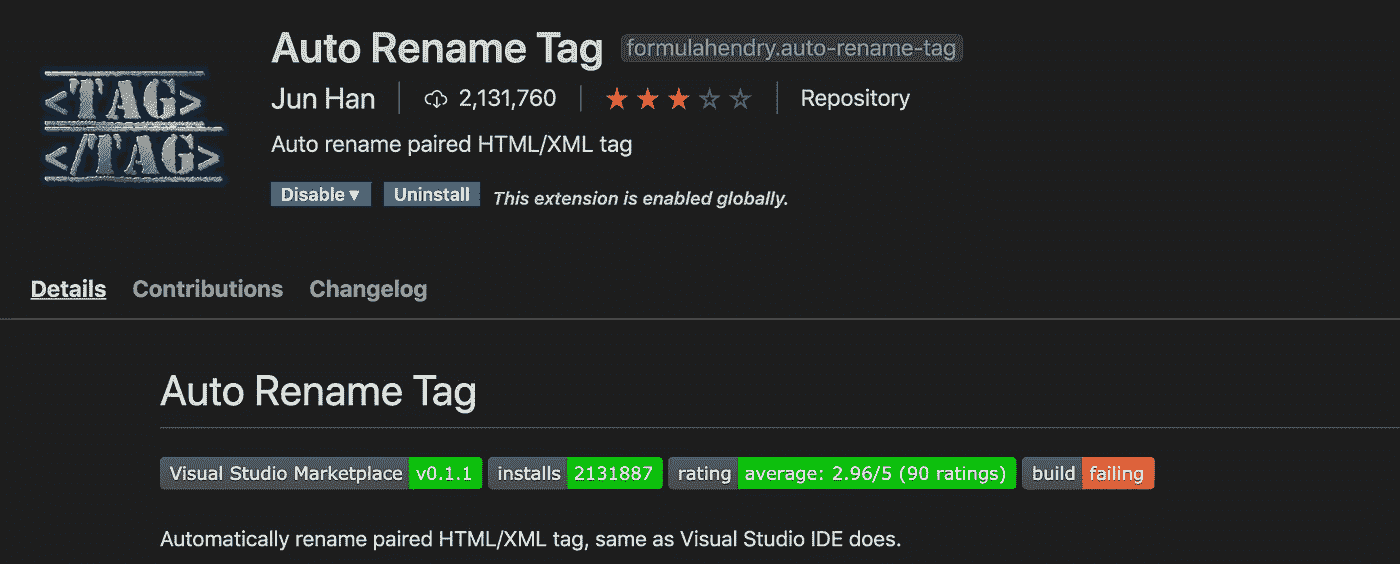 <TAG>
</TAG>
Auto Rename Tag formulahendry.auto-rename-tag
Jun Han 2,131,760 Repository
Auto rename paired HTML/XML tag
Disable ▾ Uninstall This extension is enabled globally.
Details Contributions Changelog
Auto Rename Tag
Visual Studio Marketplace v0.1.1 installs 2131887 rating average: 2.96/5 (90 ratings) build failing
Automatically rename paired HTML/XML tag, same as Visual Studio IDE does.